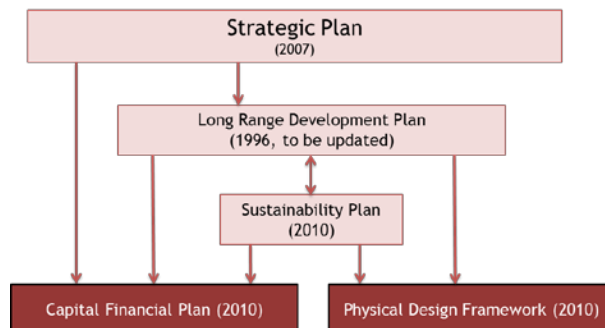 Strategic Plan
(2007)
Long Range Development Plan
(1996, to be updated)
Sustainability Plan
(2010)
Capital Financial Plan (2010)
Physical Design Framework (2010)